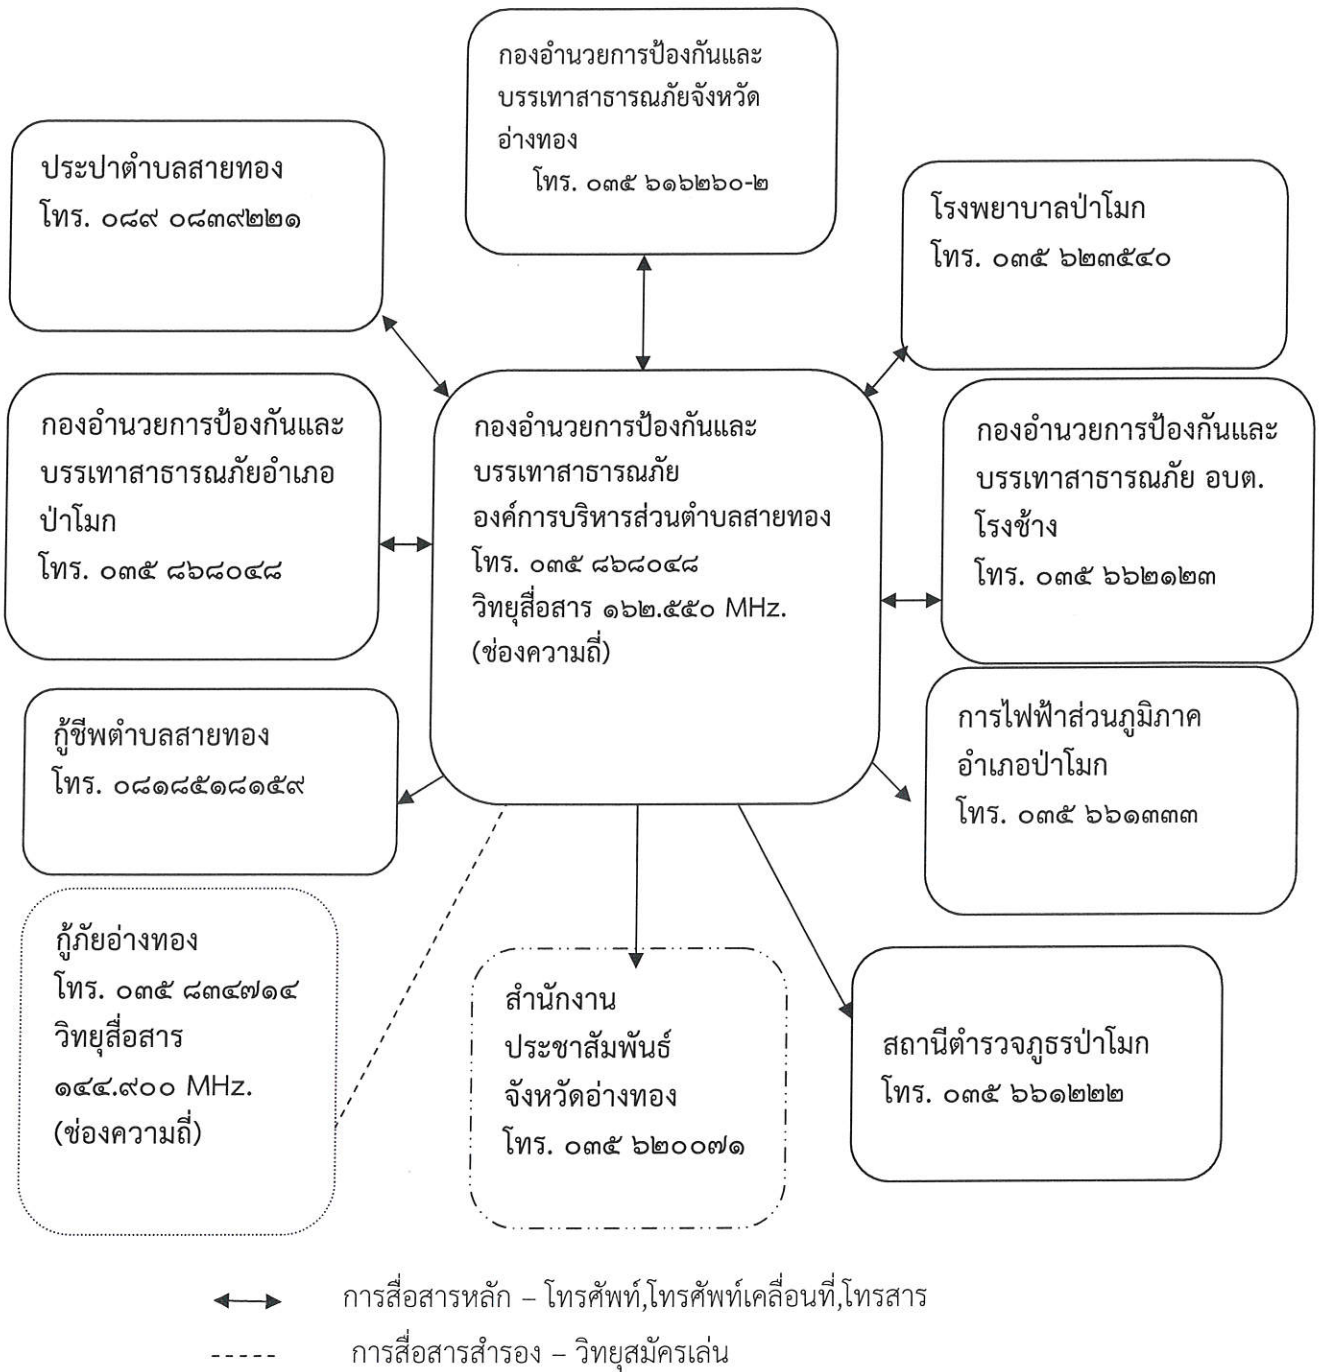 กองอำนวยการป้องกันและ
บรรเทาสาธารณภัยจังหวัด
อ่างทอง
โทร. ๐๓๕ ๖๑๖๒๖๐-๒
ประปาตำบลสายทอง
โทร. ๐๘๙ ๐๘๓๙๒๒๑
โรงพยาบาลป่าโมก
โทร. ๐๓๕ ๖๒๓๕๔๐
กองอำนวยการป้องกันและ
บรรเทาสาธารณภัยอำเภอ
ป่าโมก
โทร. ๐๓๕ ๘๖๘๐๔๘
กองอำนวยการป้องกันและ
บรรเทาสาธารณภัย
องค์การบริหารส่วนตำบลสายทอง
โทร. ๐๓๕ ๘๖๘๐๔๘
วิทยุสื่อสาร ๑๖๒.๕๕๐ MHz.
(ช่องความถี่)
กองอำนวยการป้องกันและ
บรรเทาสาธารณภัย อบต.
โรงช้าง
โทร. ๐๓๕ ๖๖๒๑๒๓
กู้ชีพตำบลสายทอง
โทร. ๐๘๑๘๕๑๘๑๕๙
การไฟฟ้าส่วนภูมิภาค
อำเภอป่าโมก
โทร. ๐๓๕ ๖๖๑๓๓๓
กู้ภัยอ่างทอง
โทร. ๐๓๕ ๘๓๔๗๑๔
วิทยุสื่อสาร
๑๔๔.๙๐๐ MHz.
(ช่องความถี่)
สำนักงาน
ประชาสัมพันธ์
จังหวัดอ่างทอง
โทร. ๐๓๕ ๖๒๐๐๗๑
สถานีตำรวจภูธรป่าโมก
โทร. ๐๓๕ ๖๖๑๒๒๒
การสื่อสารหลัก – โทรศัพท์,โทรศัพท์เคลื่อนที่,โทรสาร
การสื่อสารสำรอง – วิทยุสมัครเล่น